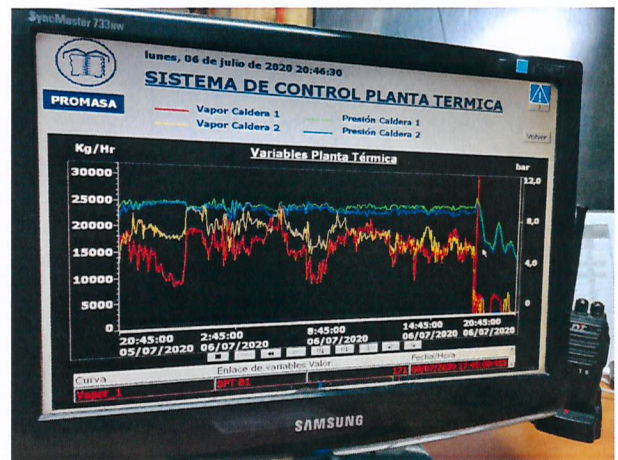 SyncMaster 733nw
lunes, 06 de julio de 2020 20:46:30
SISTEMA DE CONTROL PLANTA TERMICA
PROMASA
Vapor Caldera 1
Presión Caldera 1
Vapor Caldera 2
Presión Caldera 2
Volver
Kg/Hr
Variables Planta Térmica
bar
30000
25000
20000
15000
10000
5000
0
12,0
8,0
4,0
0
20:45:00 2:45:00 8:45:00 14:45:00 20:45:00
05/07/2020 06/07/2020 06/07/2020 06/07/2020 06/07/2020
Curva Enlace de variables Valor Fecha/Hora
Vapor_1 171
SAMSUNG